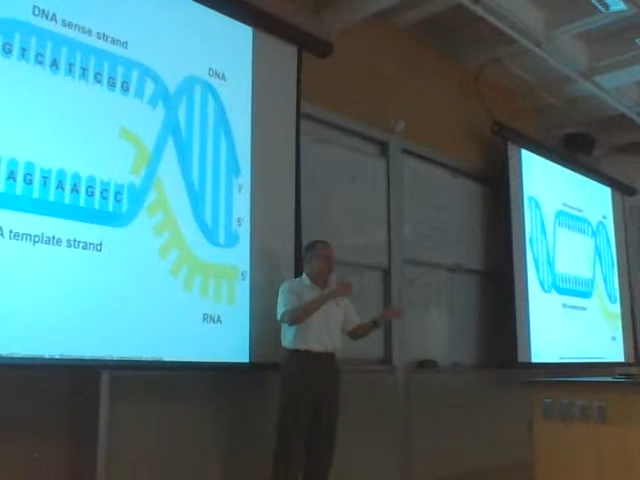 DNA sense strand
GTCATTCGG
DNA
3'
5'
AGTAAGCC
A template strand
5'
RNA